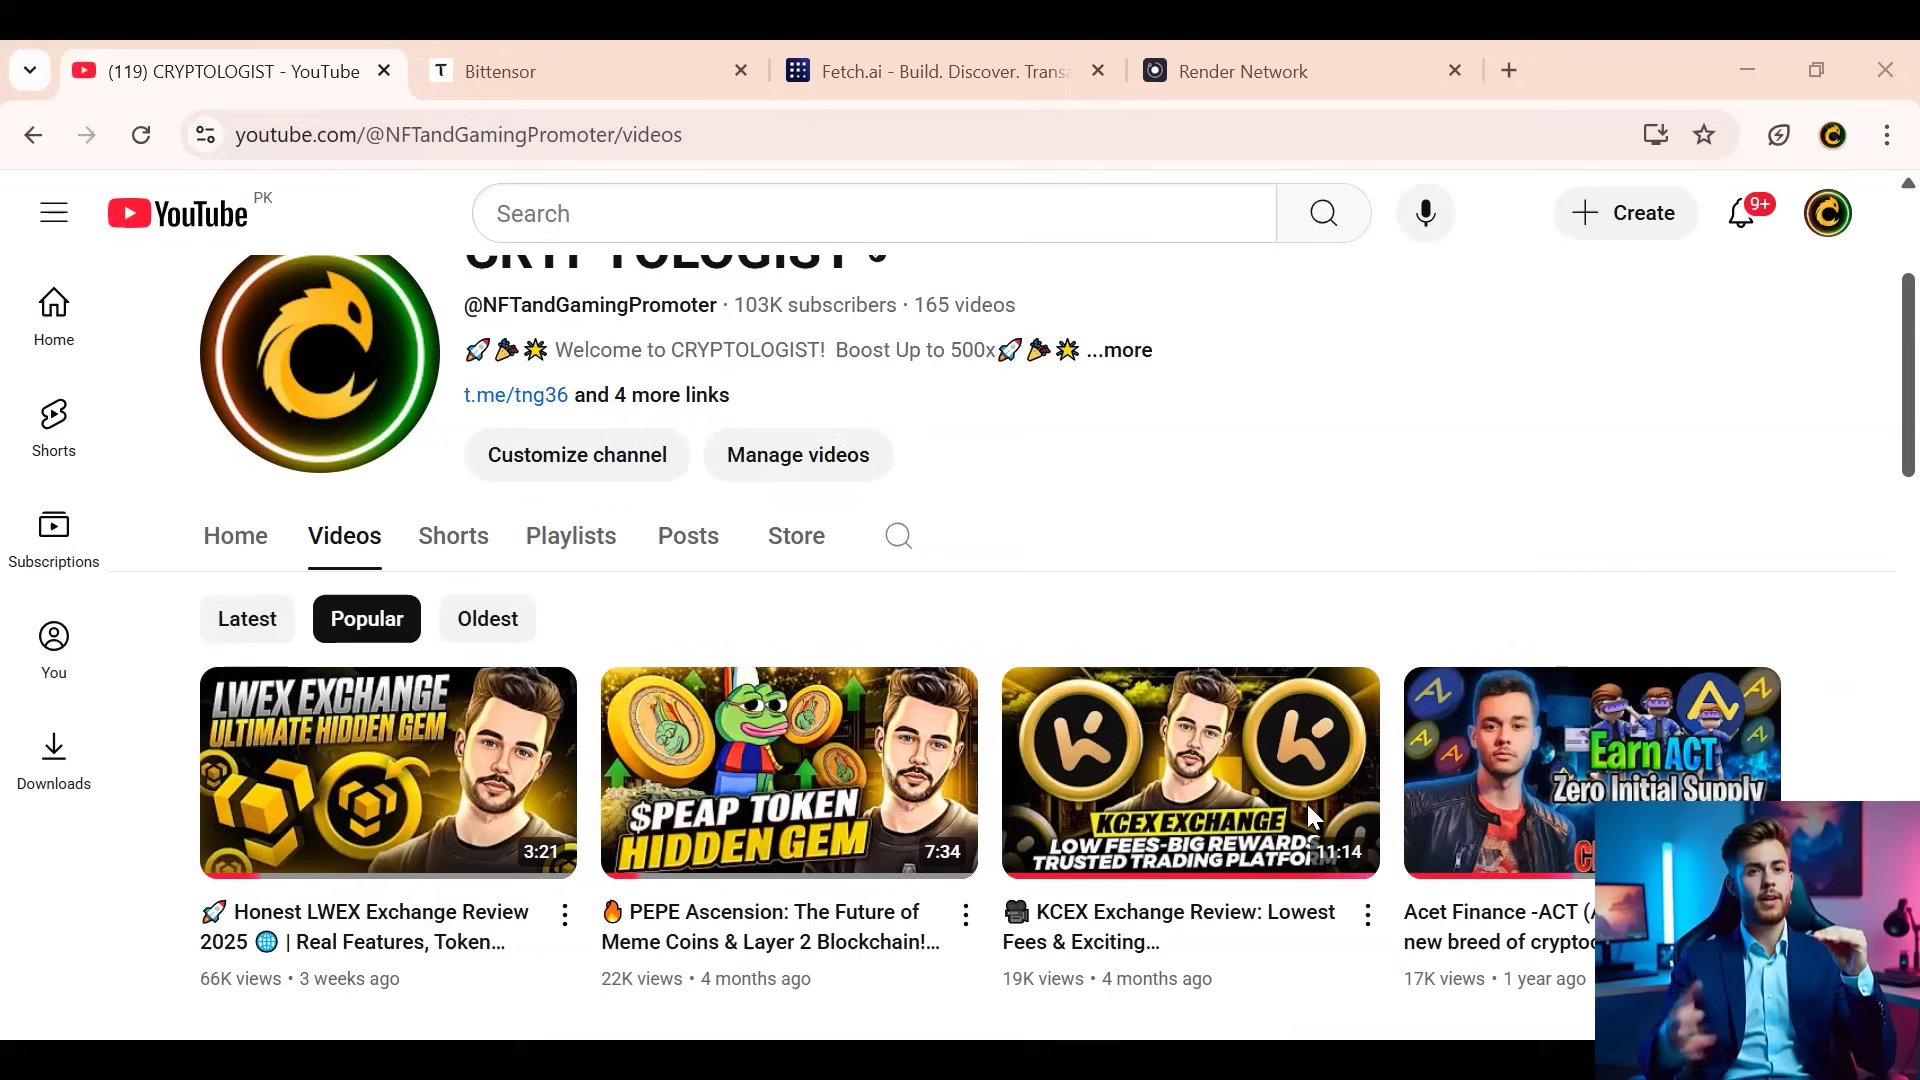 (119) CRYPTOLOGIST - YouTube
Bittensor
Fetch.ai - Build. Discover. Transa
Render Network
youtube.com/@NFTandGamingPromoter/videos
YouTube PK
Search
Create
9+
CRYPTOLOGIST
@NFTandGamingPromoter · 103K subscribers · 165 videos
🚀🎉🌟 Welcome to CRYPTOLOGIST! Boost Up to 500x🚀🎉🌟 ...more
t.me/tng36 and 4 more links
Customize channel
Manage videos
Home
Shorts
Subscriptions
You
Downloads
Home Videos Shorts Playlists Posts Store
Latest Popular Oldest
LWEX EXCHANGE
ULTIMATE HIDDEN GEM
3:21
$PEAP TOKEN
HIDDEN GEM
7:34
KCEX EXCHANGE
LOW FEES-BIG REWARDS
TRUSTED TRADING PLATFO
11:14
Earn ACT
Zero Initial Supply
🚀 Honest LWEX Exchange Review
2025 🌐 | Real Features, Token...
66K views • 3 weeks ago
🔥 PEPE Ascension: The Future of
Meme Coins & Layer 2 Blockchain!...
22K views • 4 months ago
🎥 KCEX Exchange Review: Lowest
Fees & Exciting...
19K views • 4 months ago
Acet Finance -ACT (
new breed of crypto
17K views • 1 year ago